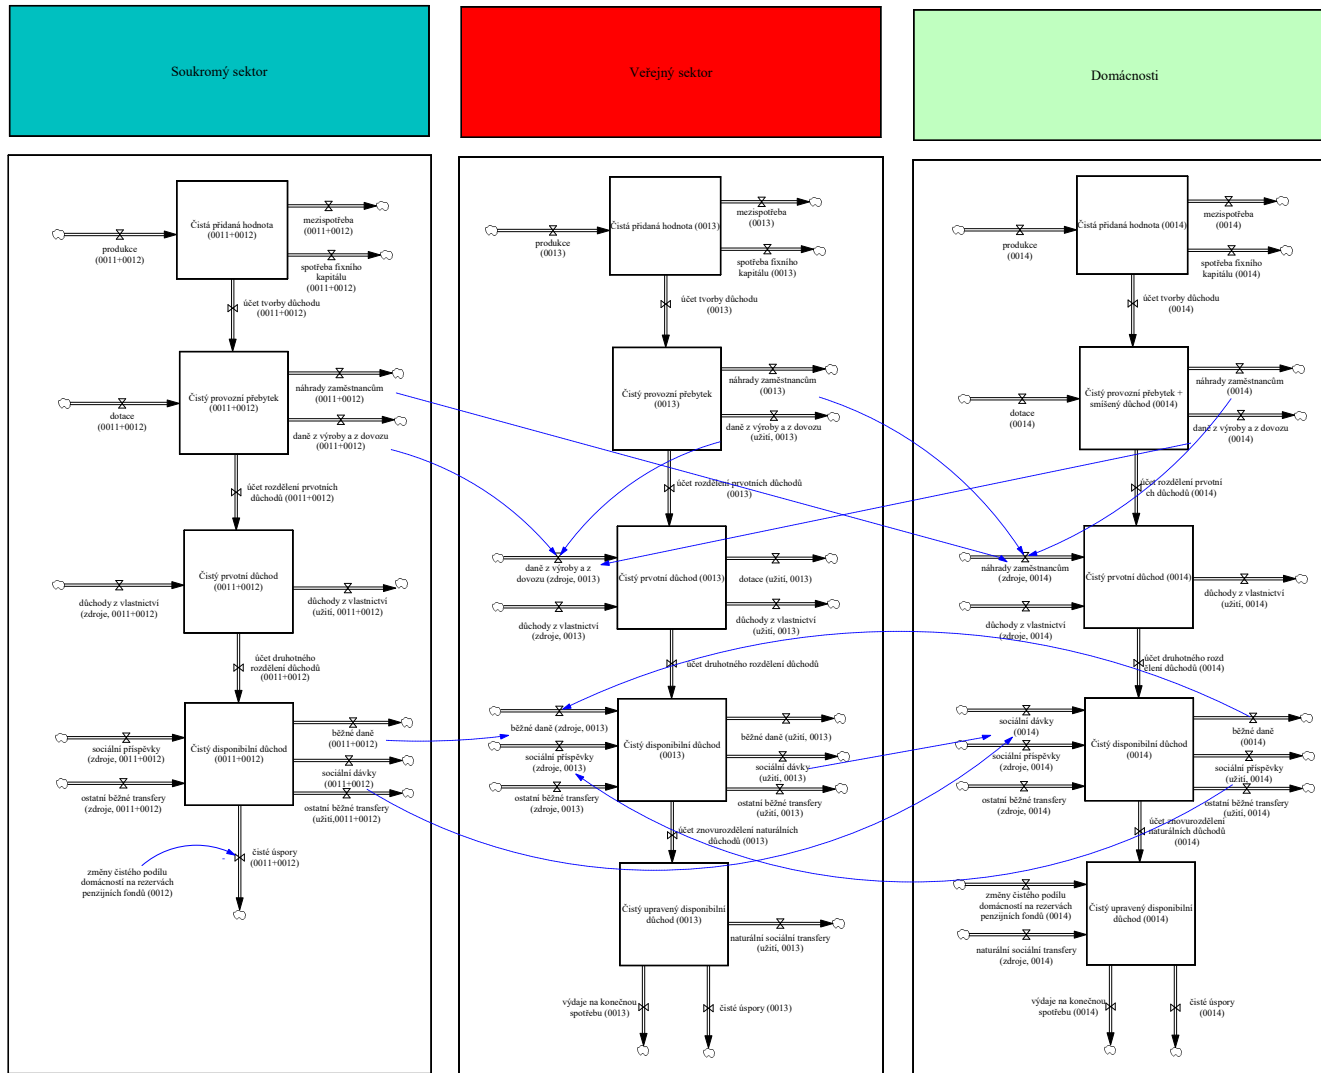 Soukromý sektor
Veřejný sektor
Domácnosti
Čistá přidaná hodnota
(0011+0012)
mezispotřeba
(0011+0012)
produkce
(0011+0012)
spotřeba fixního
kapitálu
(0011+0012)
účet tvorby důchodu
(0011+0012)
Čistý provozní přebytek
(0011+0012)
náhrady zaměstnancům
(0011+0012)
dotace
(0011+0012)
daně z výroby a z dovozu
(0011+0012)
účet rozdělení prvotních
důchodů (0011+0012)
Čistý prvotní důchod
(0011+0012)
důchody z vlastnictví
(zdroje, 0011+0012)
důchody z vlastnictví
(užití, 0011+0012)
účet druhotného
rozdělení důchodů
(0011+0012)
Čistý disponibilní důchod
(0011+0012)
běžné daně
(0011+0012)
sociální příspěvky
(zdroje, 0011+0012)
sociální dávky
(0011+0012)
ostatní běžné transfery
(zdroje, 0011+0012)
ostatní běžné transfery
(užití,0011+0012)
čisté úspory
(0011+0012)
změny čistého podílu
domácností na rezervách
penzijních fondů (0012)
Čistá přidaná hodnota (0013)
mezispotřeba
(0013)
produkce
(0013)
spotřeba fixního
kapitálu (0013)
účet tvorby důchodu
(0013)
Čistý provozní přebytek
(0013)
náhrady zaměstnancům
(0013)
daně z výroby a z dovozu
(užití, 0013)
účet rozdělení prvotních důchodů
(0013)
Čistý prvotní důchod (0013)
daně z výroby a z
dovozu (zdroje, 0013)
dotace (užití, 0013)
důchody z vlastnictví
(zdroje, 0013)
důchody z vlastnictví
(užití, 0013)
účet druhotného rozdělení důchodů
Čistý disponibilní důchod
(0013)
běžné daně (zdroje, 0013)
běžné daně (užití, 0013)
sociální příspěvky
(zdroje, 0013)
sociální dávky
(užití, 0013)
ostatní běžné transfery
(zdroje, 0013)
ostatní běžné transfery
(užití, 0013)
účet znovurozdělení naturálních
důchodů (0013)
Čistý upravený disponibilní
důchod (0013)
naturální sociální transfery
(užití, 0013)
výdaje na konečnou
spotřebu (0013)
čisté úspory (0013)
Čistá přidaná hodnota (0014)
mezispotřeba
(0014)
produkce
(0014)
spotřeba fixního
kapitálu (0014)
účet tvorby důchodu
(0014)
Čistý provozní přebytek +
smíšený důchod (0014)
náhrady zaměstnancům
(0014)
dotace
(0014)
daně z výroby a z dovozu
(0014)
účet rozdělení prvotní
ch důchodů (0014)
Čistý prvotní důchod (0014)
náhrady zaměstnancům
(zdroje, 0014)
důchody z vlastnictví
(zdroje, 0014)
důchody z vlastnictví
(užití, 0014)
účet druhotného rozd
ělení důchodů (0014)
Čistý disponibilní důchod
(0014)
sociální dávky
(0014)
běžné daně
(0014)
sociální příspěvky
(zdroje, 0014)
sociální příspěvky
(užití, 0014)
ostatní běžné transfery
(zdroje, 0014)
ostatní běžné transfery
(užití, 0014)
účet znovurozdělení
naturálních důchodů
(0014)
Čistý upravený disponibilní
důchod (0014)
změny čistého podílu
domácností na rezervách
penzijních fondů (0014)
naturální sociální transfery
(zdroje, 0014)
výdaje na konečnou
spotřebu (0014)
čisté úspory
(0014)